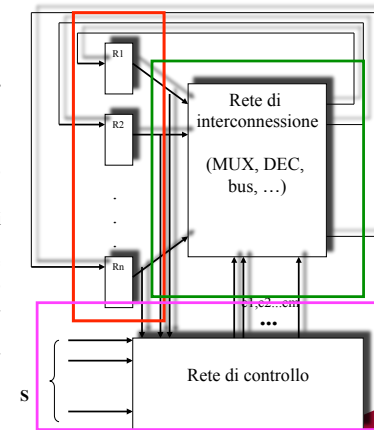 R1
R2
.
.
.
Rn
Rete di
interconnessione
(MUX, DEC,
bus, …)
c1,c2...cm
...
Rete di controllo
S